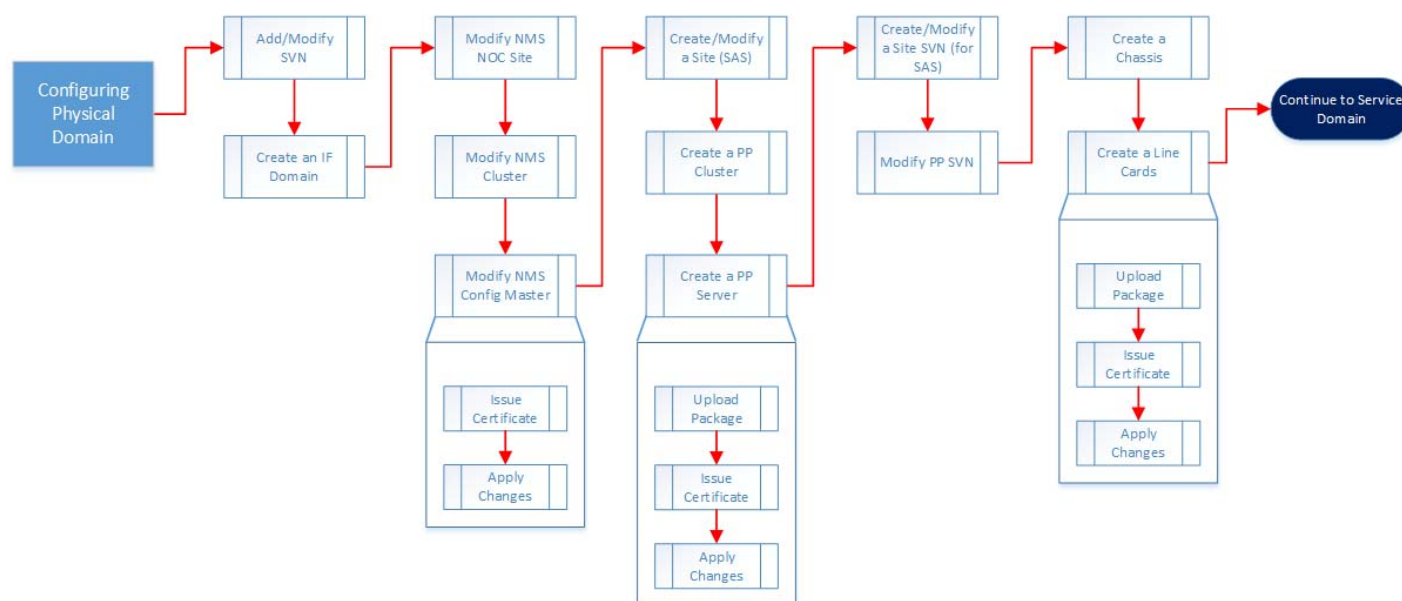 Configuring
Physical
Domain
Add/Modify
SVN
Create an IF
Domain
Modify NMS
NOC Site
Modify NMS
Cluster
Modify NMS
Config Master
Issue
Certificate
Apply
Changes
Create/Modify
a Site (SAS)
Create a PP
Cluster
Create a PP
Server
Upload
Package
Issue
Certificate
Apply
Changes
Create/Modify
a Site SVN (for
SAS)
Modify PP SVN
Create a
Chassis
Create a Line
Cards
Upload
Package
Issue
Certificate
Apply
Changes
Continue to Service
Domain